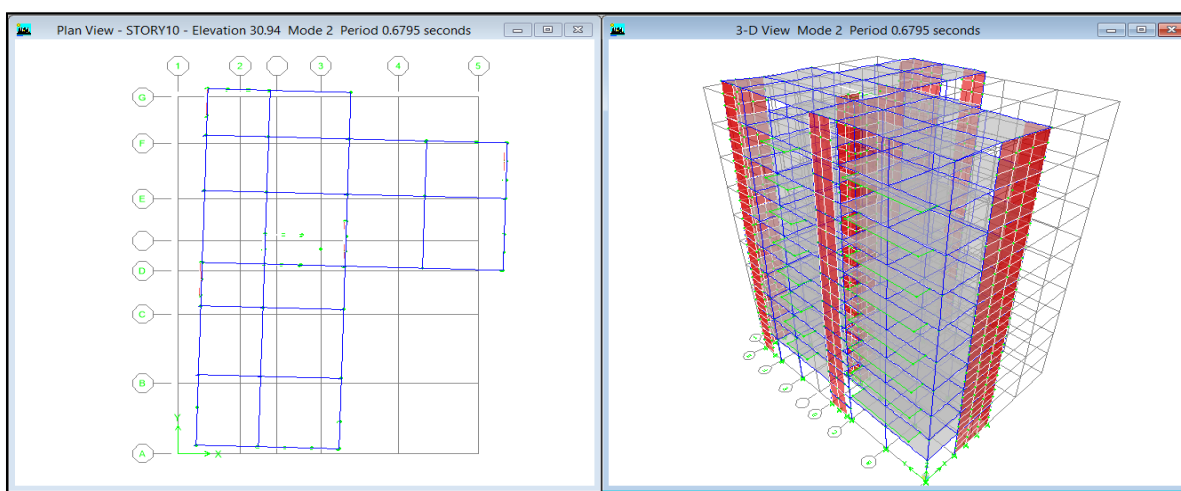 Plan View - STORY10 - Elevation 30.94 Mode 2 Period 0.6795 seconds
1 2 3 4 5
G
F
E
D
C
B
A
Y
X
3-D View Mode 2 Period 0.6795 seconds